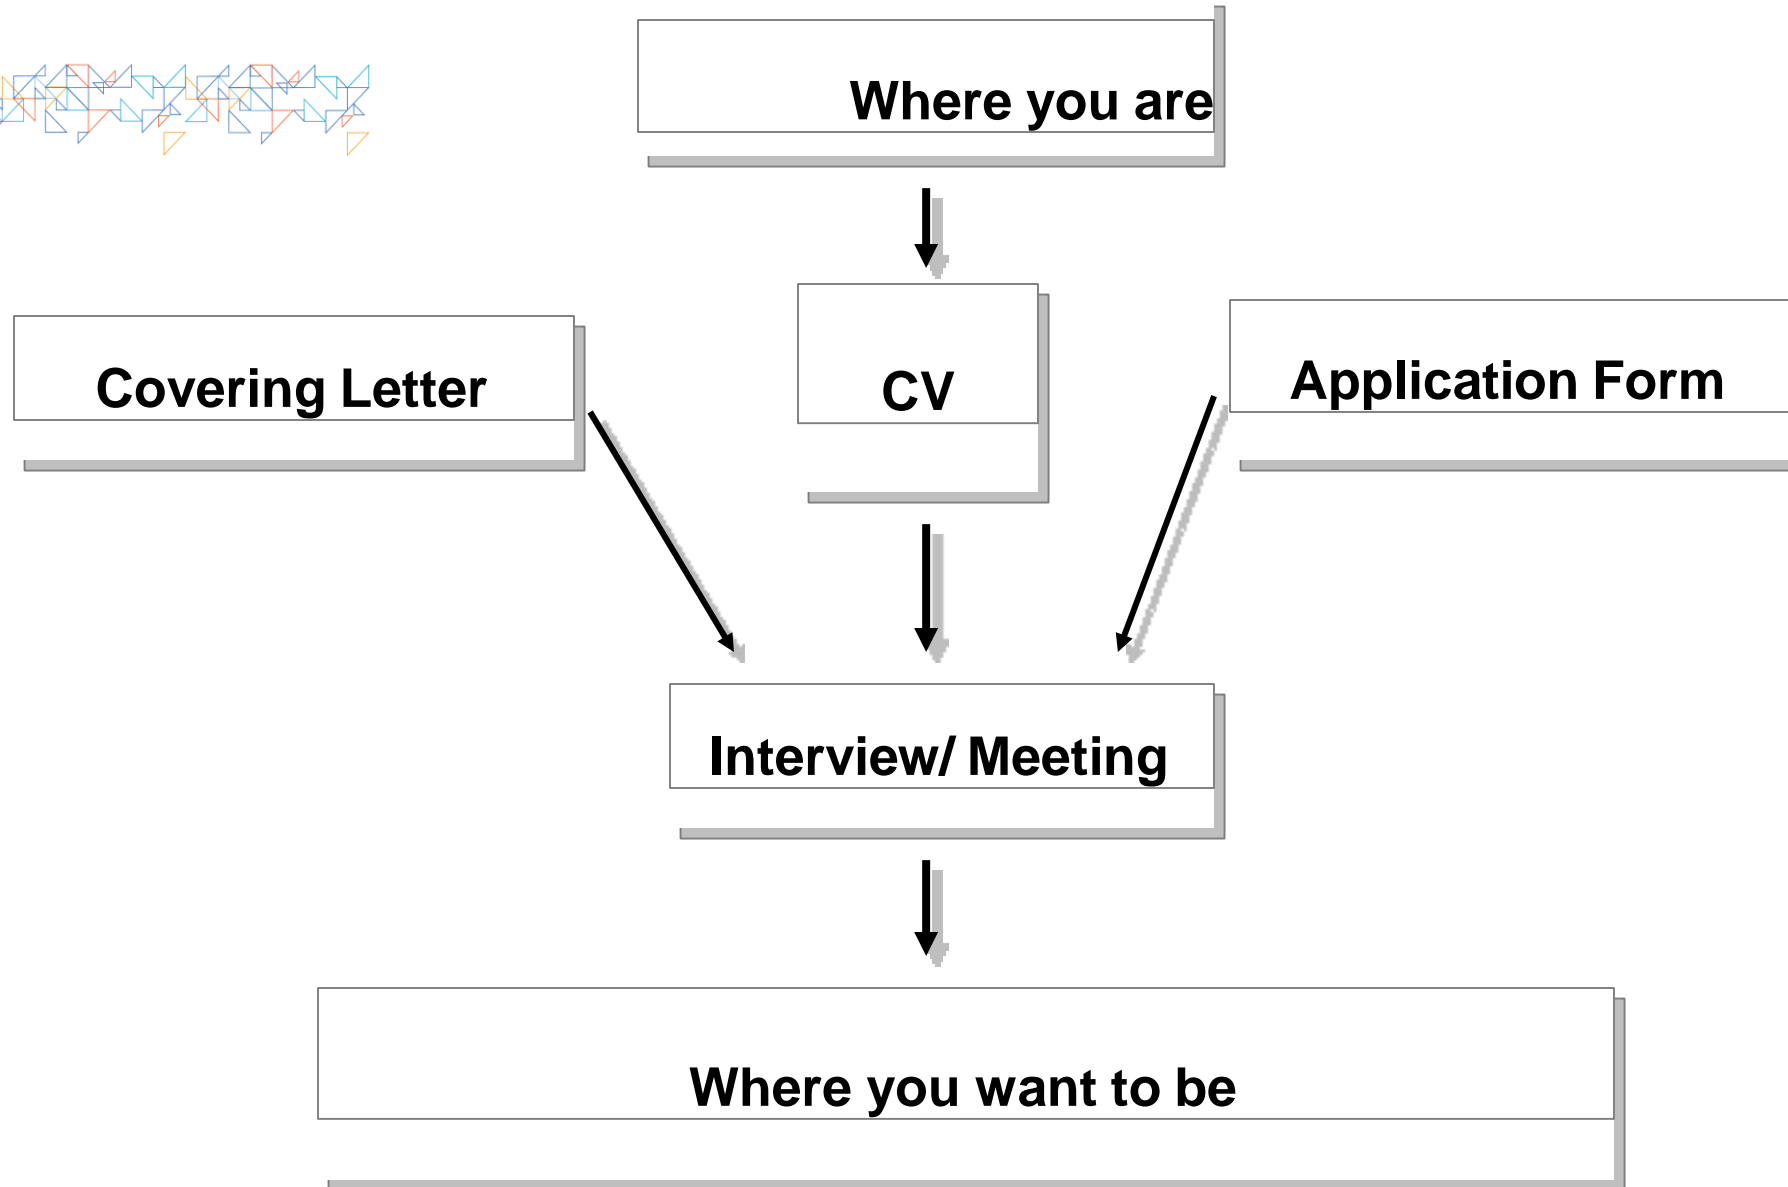 Where you are
Covering Letter
CV
Application Form
Interview/ Meeting
Where you want to be